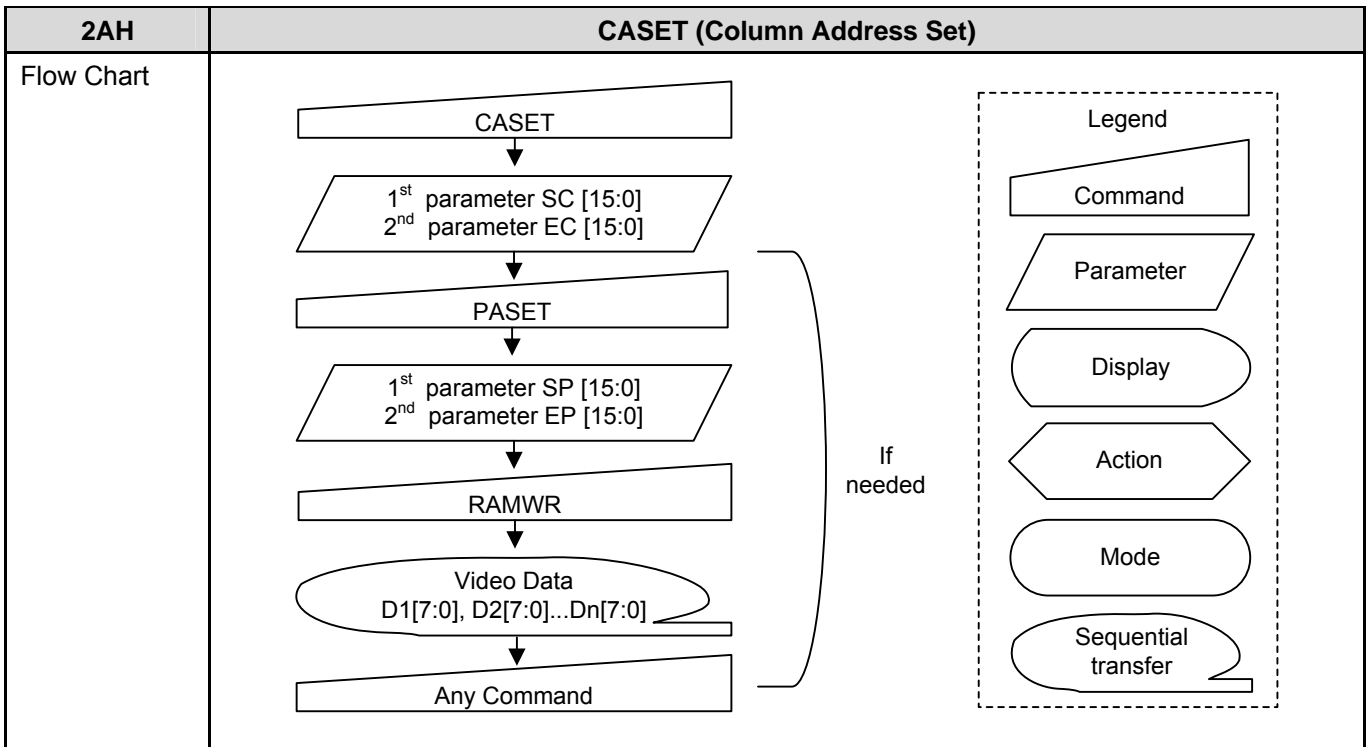 2AH
CASET (Column Address Set)
Flow Chart
CASET
1st parameter SC [15:0]
2nd parameter EC [15:0]
PASET
1st parameter SP [15:0]
2nd parameter EP [15:0]
RAMWR
Video Data
D1[7:0], D2[7:0]...Dn[7:0]
Any Command
If
needed
Legend
Command
Parameter
Display
Action
Mode
Sequential
transfer